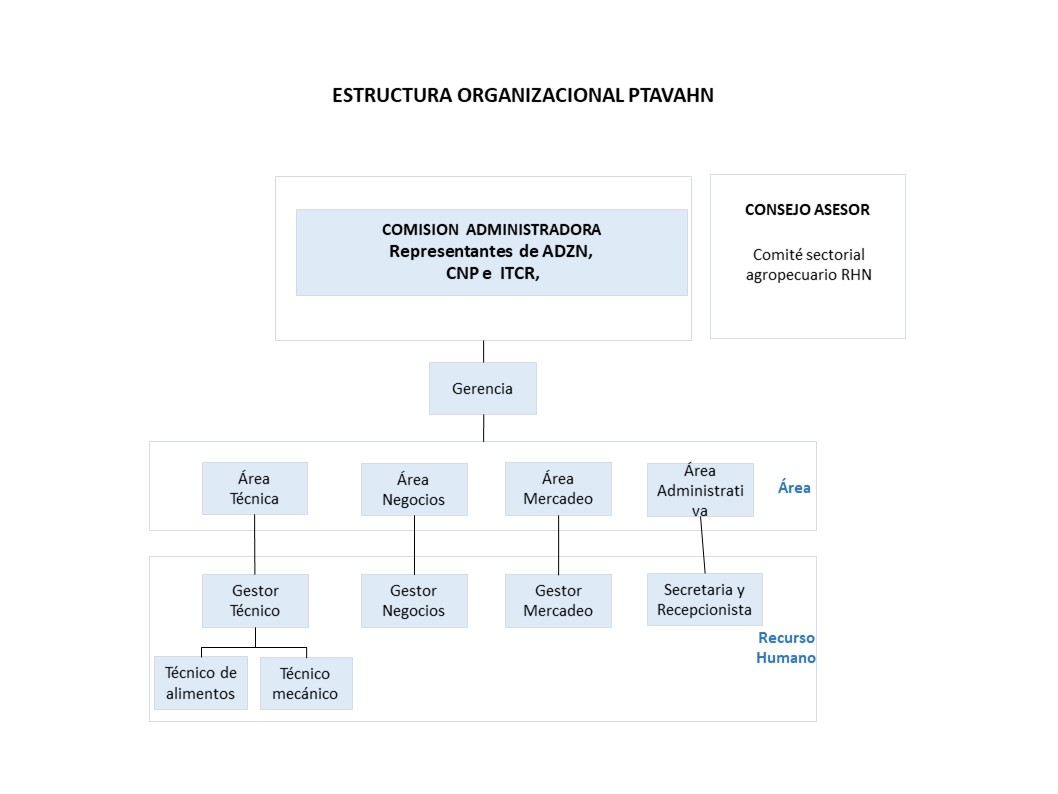 ESTRUCTURA ORGANIZACIONAL PTAVAHN
COMISION ADMINISTRADORA
Representantes de ADZN,
CNP e ITCR,
CONSEJO ASESOR
Comité sectorial
agropecuario RHN
Gerencia
Área
Técnica
Área
Negocios
Área
Mercadeo
Área
Administrati
va
Área
Gestor
Técnico
Gestor
Negocios
Gestor
Mercadeo
Secretaria y
Recepcionista
Recurso
Humano
Técnico de
alimentos
Técnico
mecánico